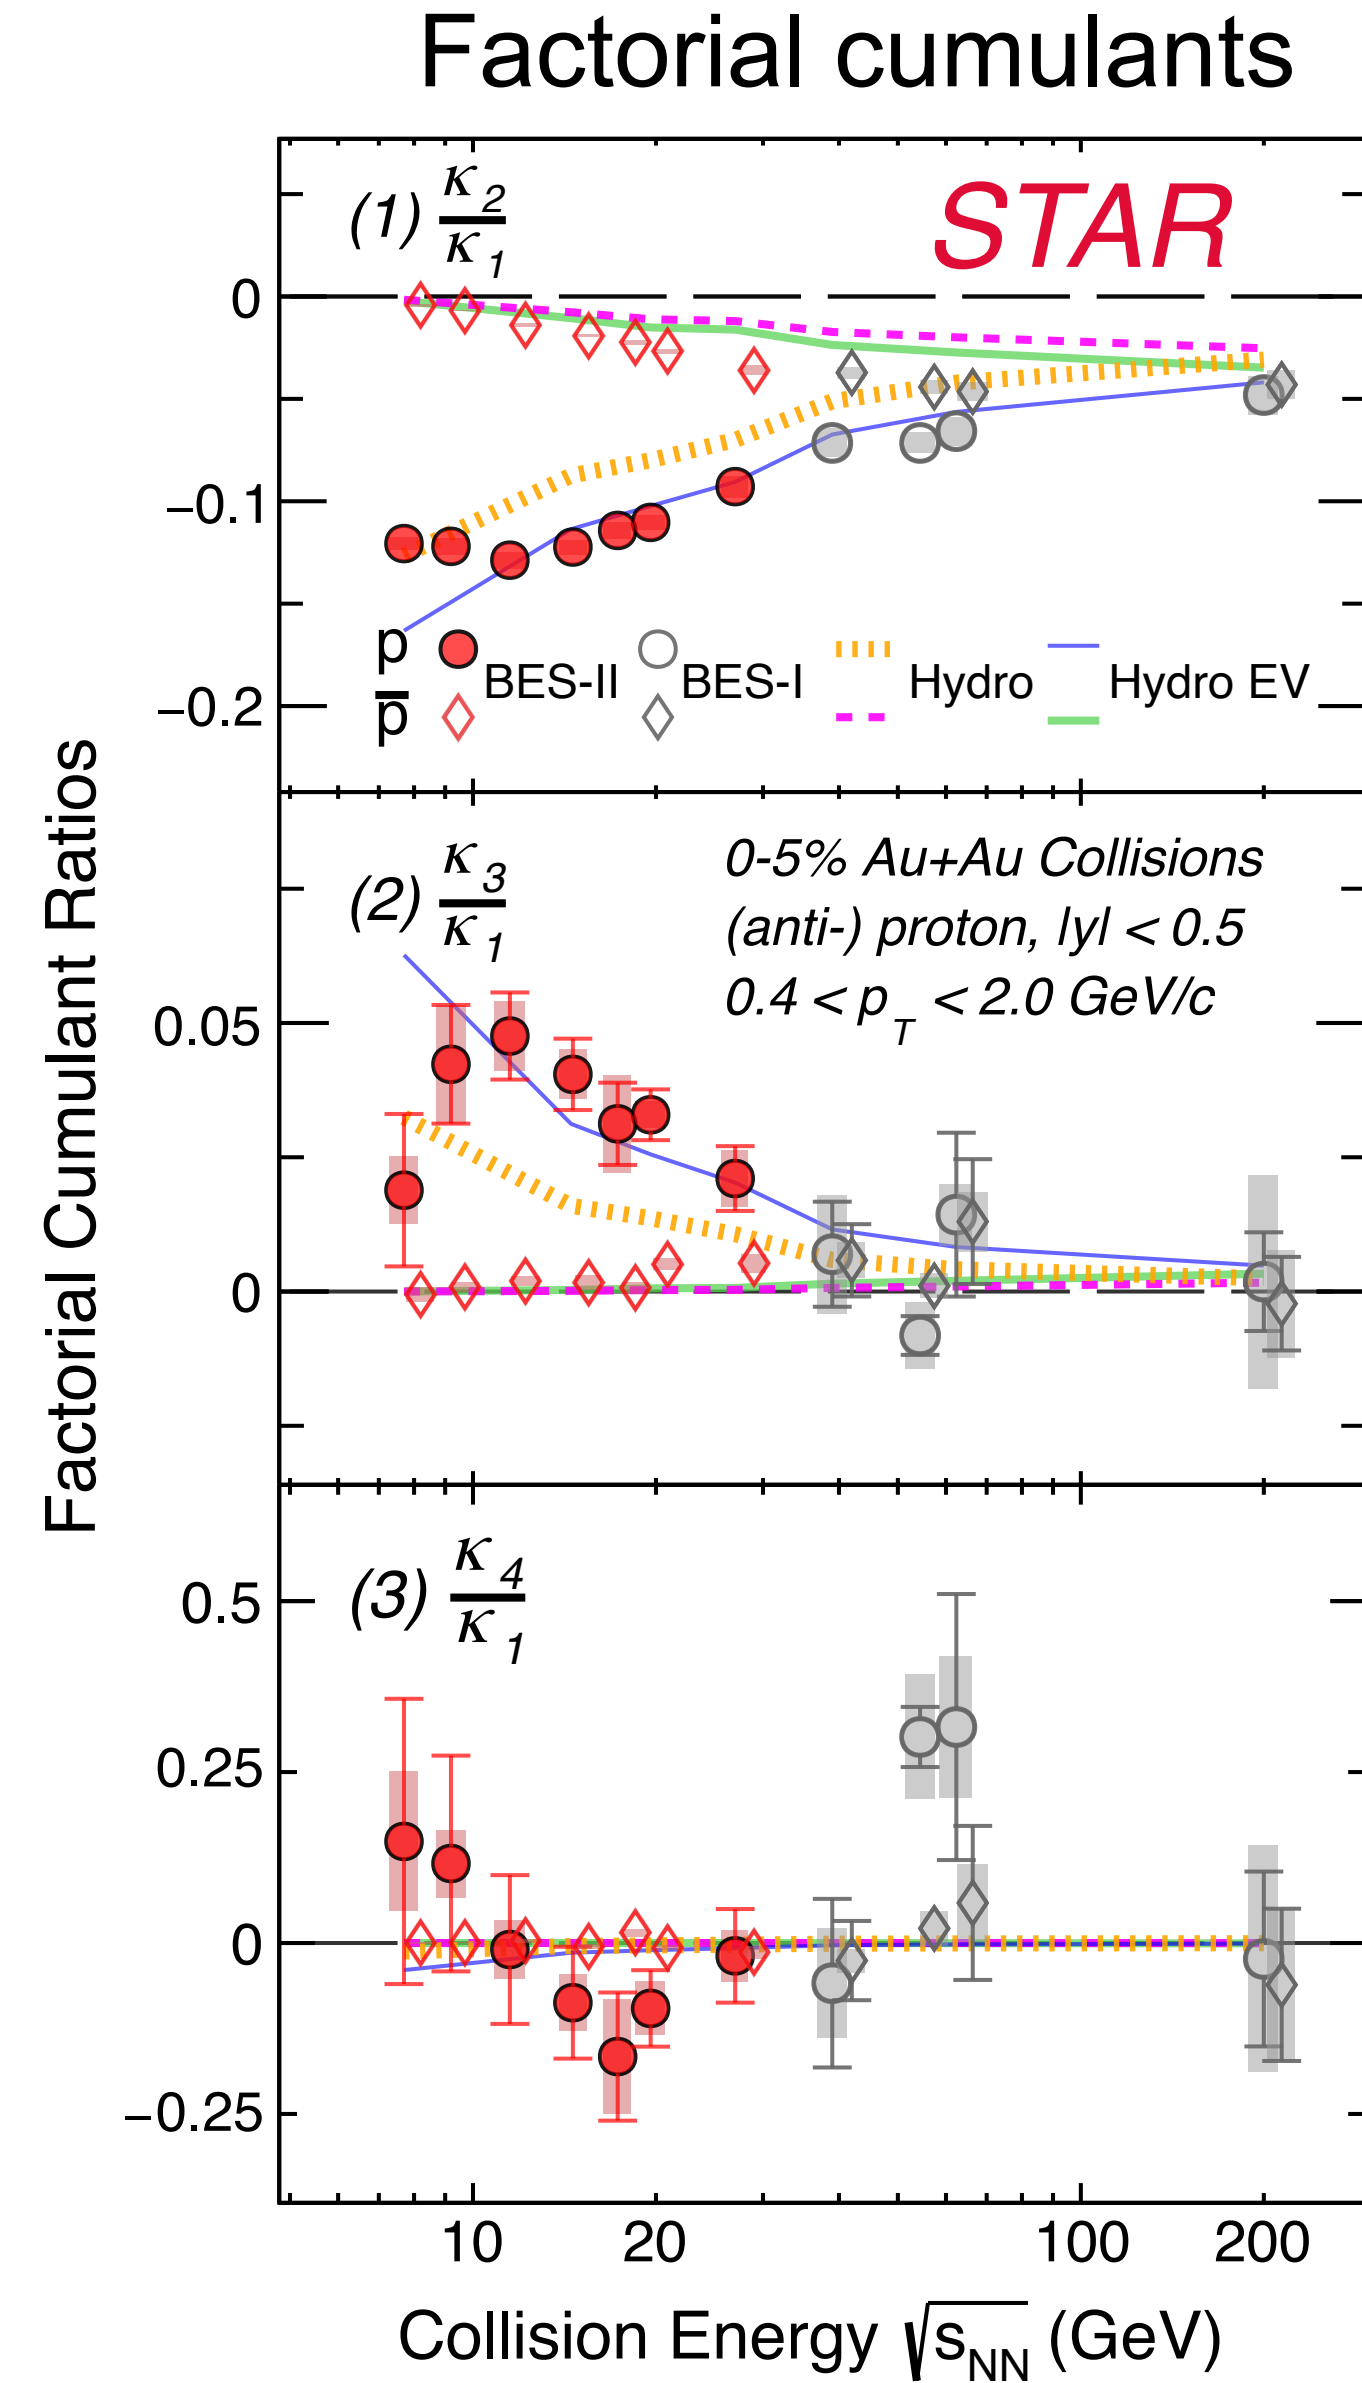 Factorial cumulants
(1) κ2/κ1
STAR
0
−0.1
−0.2
p
p̅
BES-II
BES-I
Hydro
Hydro EV
Factorial Cumulant Ratios
(2) κ3/κ1
0-5% Au+Au Collisions
(anti-) proton, |y| < 0.5
0.4 < pT < 2.0 GeV/c
0.05
0
(3) κ4/κ1
0.5
0.25
0
−0.25
10 20 100 200
Collision Energy √sNN (GeV)